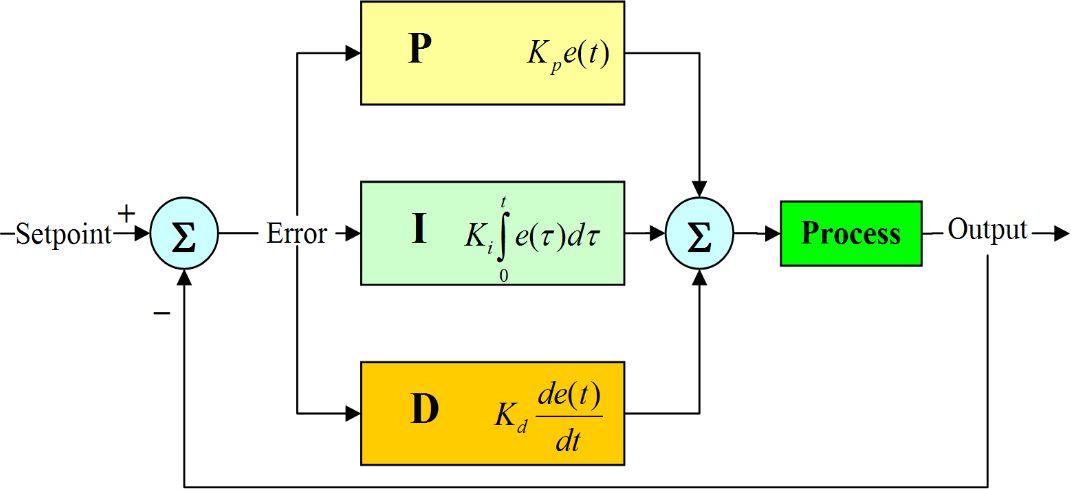 P K_p e(t)
+
Setpoint Σ Error I K_i ∫_0^t e(τ)dτ Σ Process Output
−
D K_d de(t)/dt